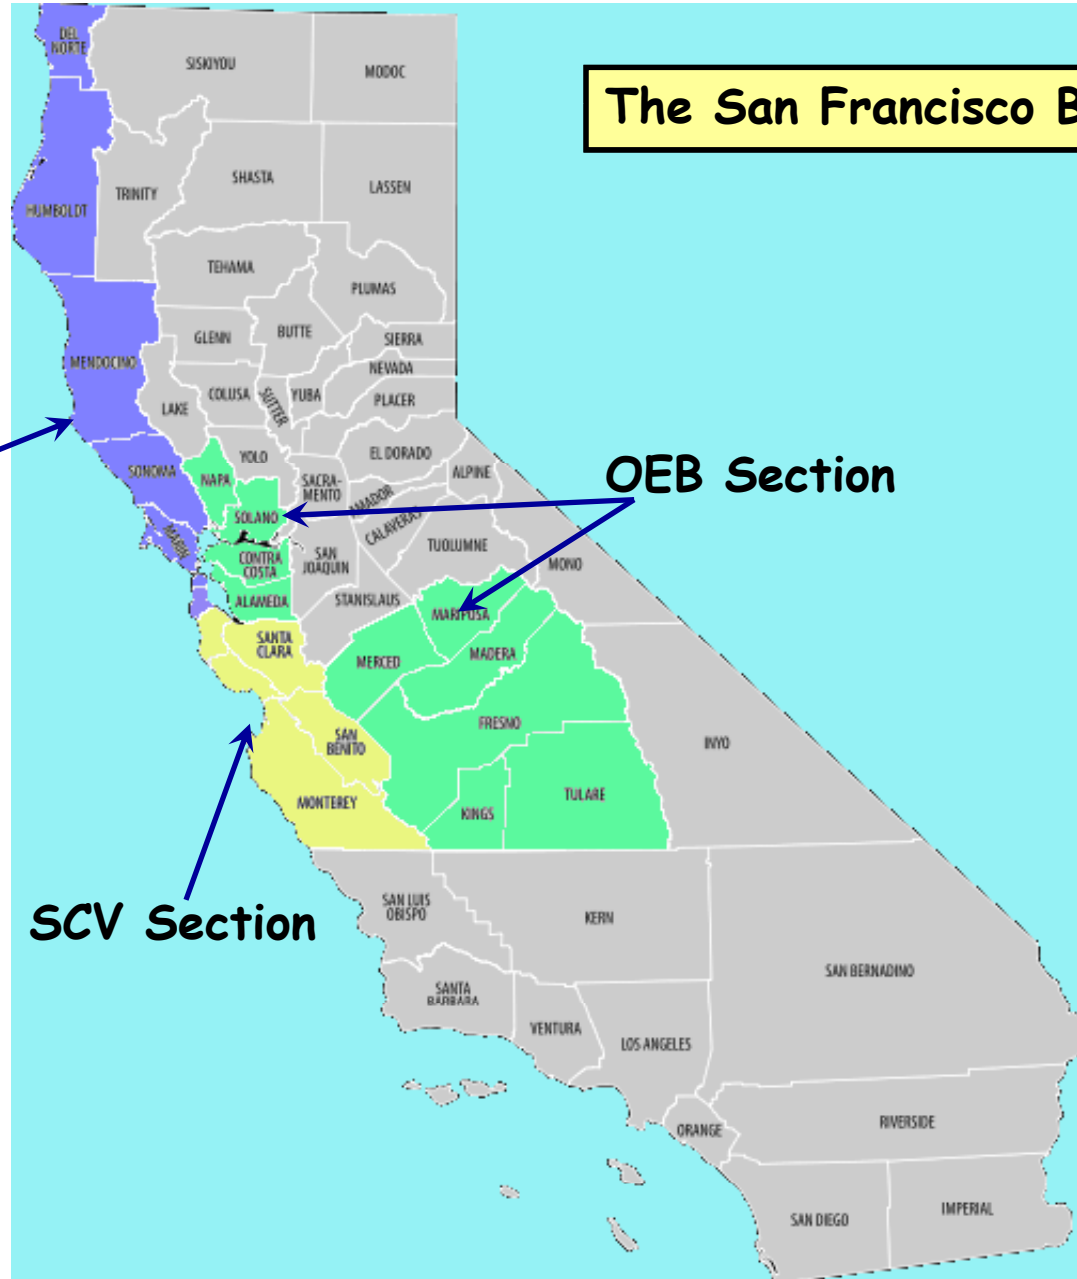 DEL
NORTE
SISKIYOU
MODOC
The San Francisco B
HUMBOLDT
TRINITY
SHASTA
LASSEN
TEHAMA
PLUMAS
GLENN
BUTTE
SIERRA
MENDOCINO
NEVADA
LAKE
COLUSA
SUTTER
YUBA
PLACER
SONOMA
NAPA
YOLO
EL DORADO
ALPINE
OEB Section
SACRA-
MENTO
AMADOR
SOLANO
CALAVERAS
MARIN
CONTRA
COSTA
SAN
JOAQUIN
TUOLUMNE
MONO
ALAMEDA
STANISLAUS
MARIPOSA
SANTA
CLARA
MERCED
MADERA
FRESNO
SAN
BENITO
INYO
MONTEREY
KINGS
TULARE
SCV Section
SAN LUIS
OBISPO
KERN
SAN BERNADINO
SANTA
BARBARA
VENTURA
LOS ANGELES
ORANGE
RIVERSIDE
SAN DIEGO
IMPERIAL